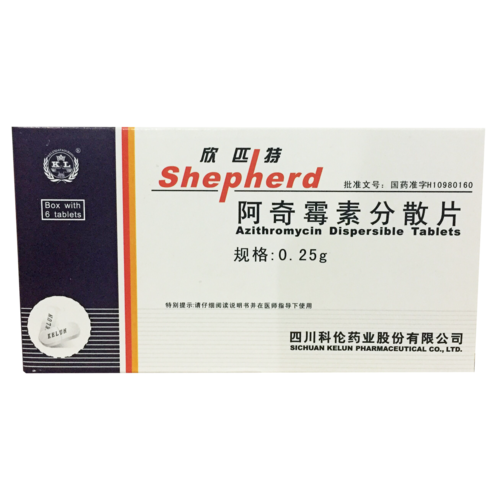 KL
Box with
6 tablets
KELUN
KELUN
欣匹特
Shepherd
批准文号：国药准字H10980160
阿奇霉素分散片
Azithromycin Dispersible Tablets
规格:0.25g
特别提示:请仔细阅读说明书并在医师指导下使用
四川科伦药业股份有限公司
SICHUAN KELUN PHARMACEUTICAL CO., LTD.